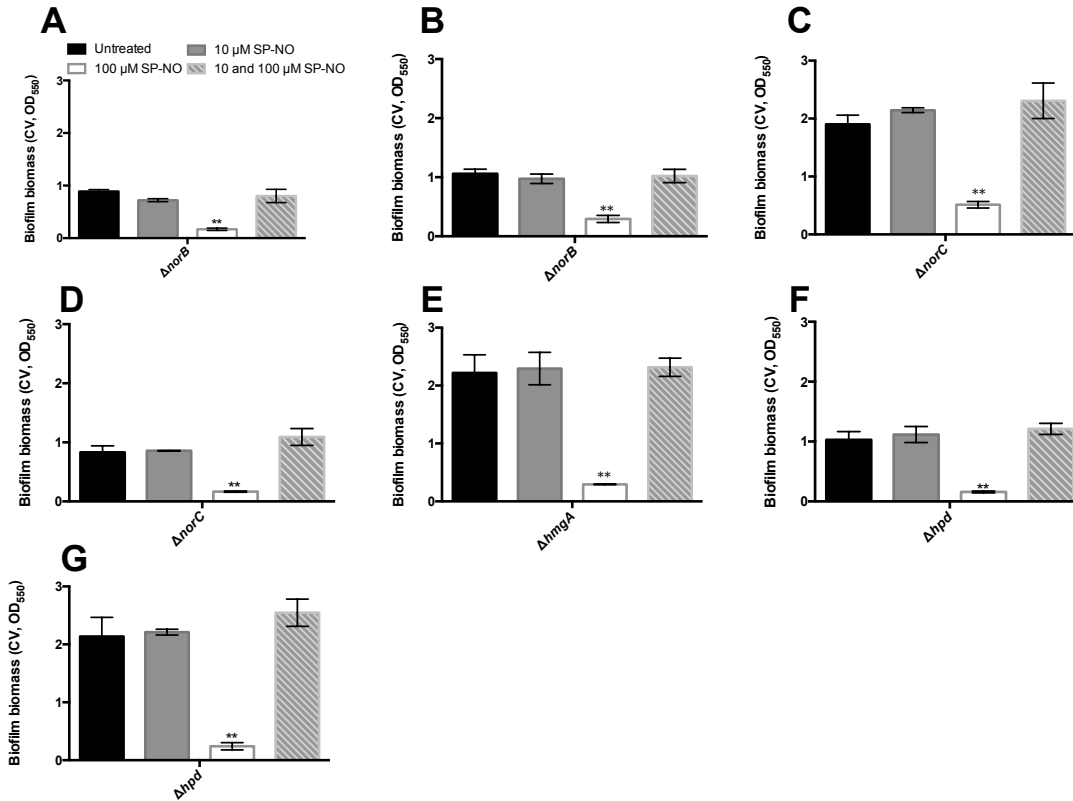 A
Untreated
10 µM SP-NO
100 µM SP-NO
10 and 100 µM SP-NO
Biofilm biomass (CV, OD550)
3
2
1
0
ΔnorB
**
B
Biofilm biomass (CV, OD550)
3
2
1
0
**
ΔnorB
C
Biofilm biomass (CV, OD550)
3
2
1
0
**
ΔnorC
D
Biofilm biomass (CV, OD550)
3
2
1
0
**
ΔnorC
E
Biofilm biomass (CV, OD550)
3
2
1
0
**
ΔhmgA
F
Biofilm biomass (CV, OD550)
3
2
1
0
**
Δhpd
G
Biofilm biomass (CV, OD550)
3
2
1
0
**
Δhpd